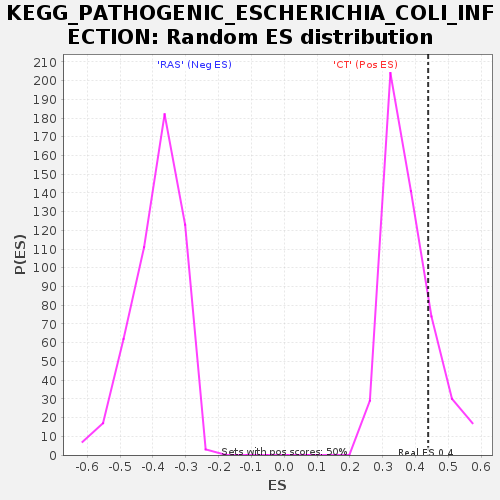 KEGG_PATHOGENIC_ESCHERICHIA_COLI_INF
ECTION: Random ES distribution
'RAS' (Neg ES)
'CT' (Pos ES)
210
200
190
180
170
160
150
140
130
120
110
100
90
80
70
60
50
40
30
20
10
0
P(ES)
Sets with pos scores: 50%
Real ES 0.4
-0.6 -0.5 -0.4 -0.3 -0.2 -0.1 0.0 0.1 0.2 0.3 0.4 0.5 0.6
ES